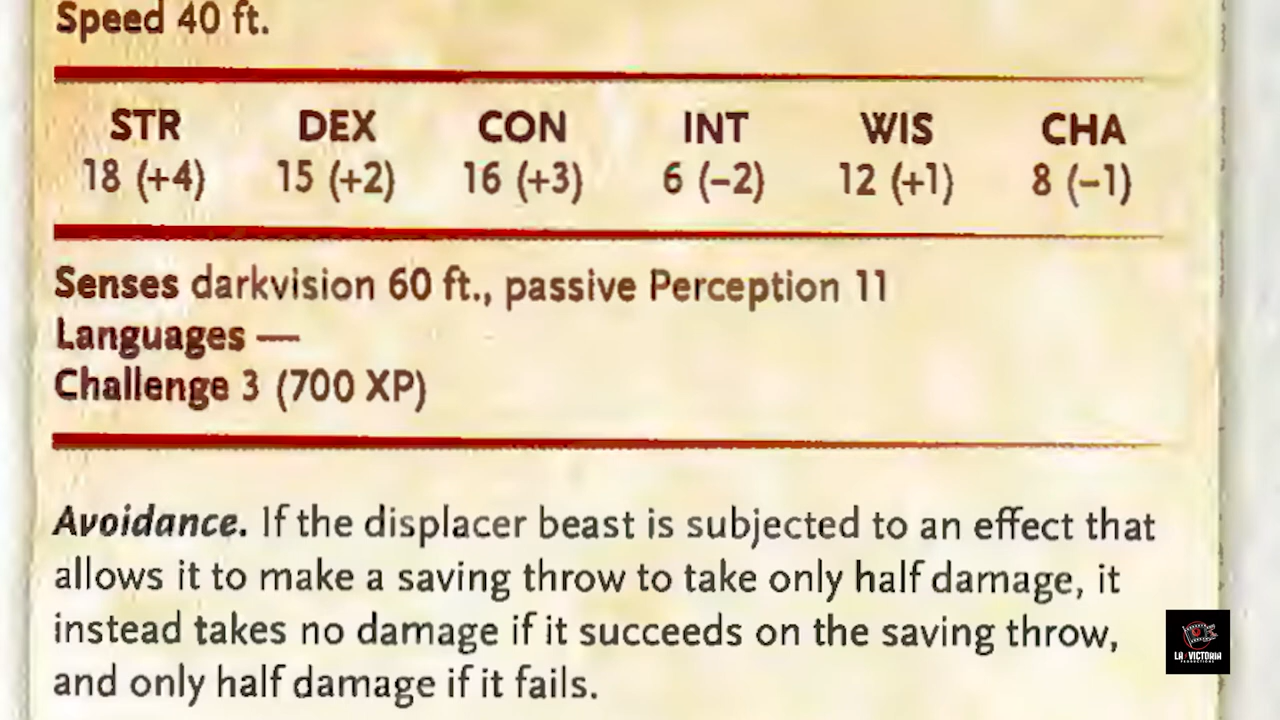 Speed 40 ft.
STR DEX CON INT WIS CHA
18 (+4) 15 (+2) 16 (+3) 6 (–2) 12 (+1) 8 (–1)
Senses darkvision 60 ft., passive Perception 11
Languages —
Challenge 3 (700 XP)
Avoidance. If the displacer beast is subjected to an effect that
allows it to make a saving throw to take only half damage, it
instead takes no damage if it succeeds on the saving throw,
and only half damage if it fails.
LA VICTORIA
PRODUCTIONS